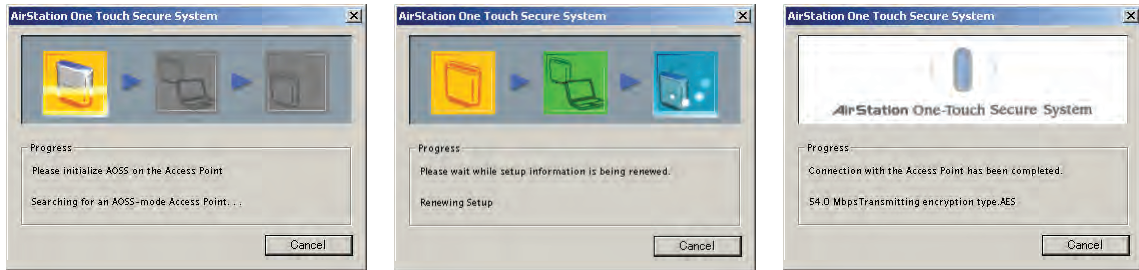 AirStation One Touch Secure System
Progress
Please initialize AOSS on the Access Point
Searching for an AOSS-mode Access Point. . .
Cancel
AirStation One Touch Secure System
Progress
Please wait while setup information is being renewed.
Renewing Setup
Cancel
AirStation One Touch Secure System
AirStation One-Touch Secure System
Progress
Connection with the Access Point has been completed.
54.0 MbpsTransmitting encryption type.AES
Cancel